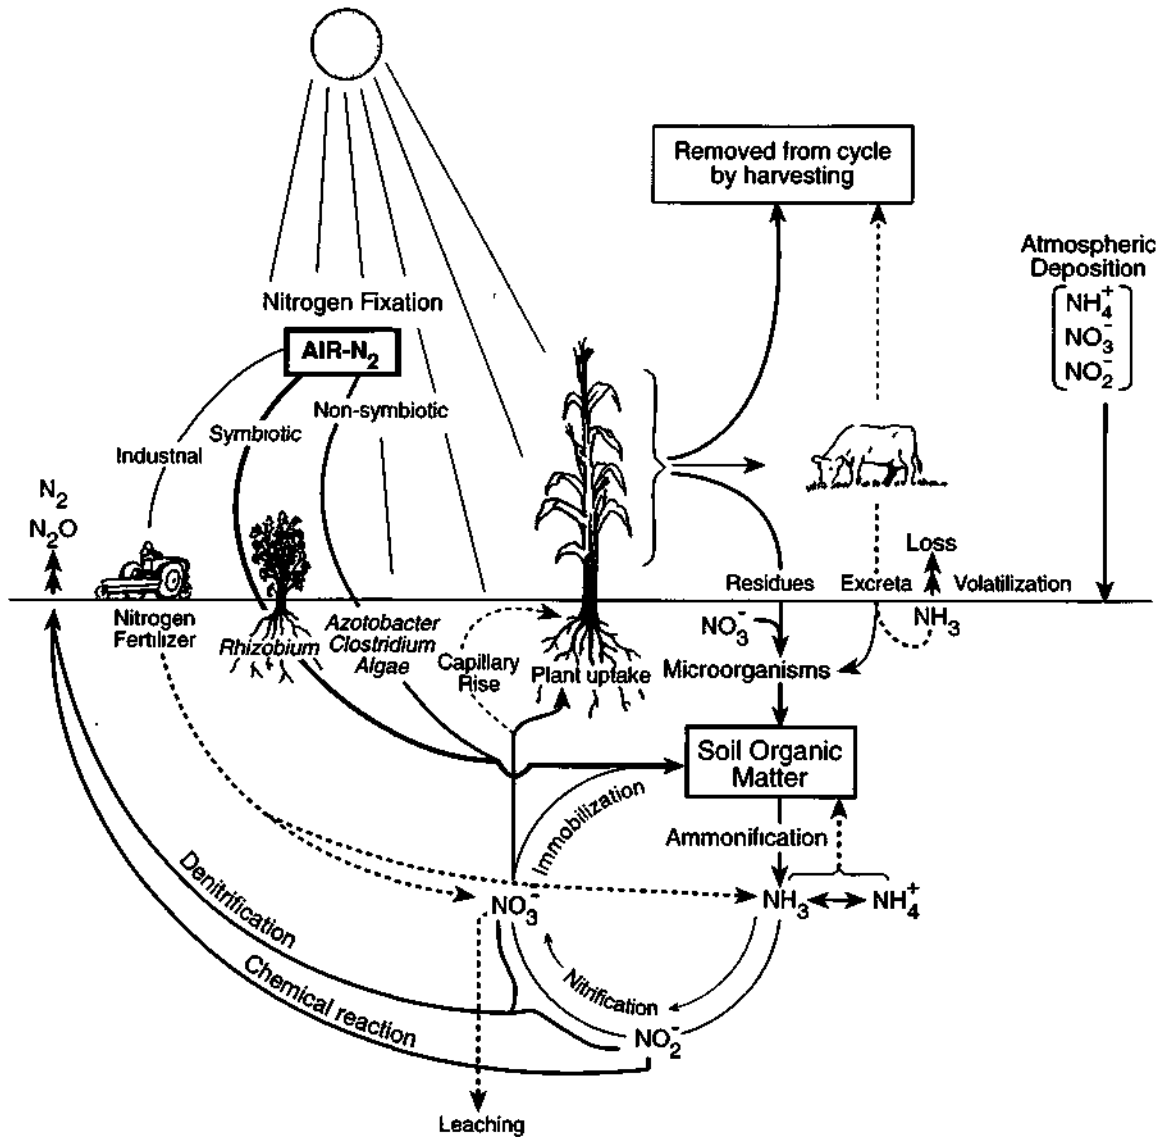 Removed from cycle
by harvesting
Atmospheric
Deposition
NH₄⁺
NO₃⁻
NO₂⁻
Nitrogen Fixation
AIR-N₂
Non-symbiotic
Symbiotic
Industrial
N₂
N₂O
Loss
Residues
Excreta
Volatilization
Nitrogen
Fertilizer
Rhizobium
Azotobacter
Clostridium
Algae
Capillary
Rise
Plant uptake
NO₃⁻
NH₃
Microorganisms
Soil Organic
Matter
Immobilization
Ammonification
Denitrification
NO₃⁻
NH₃
NH₄⁺
Chemical reaction
Nitrification
NO₂⁻
Leaching